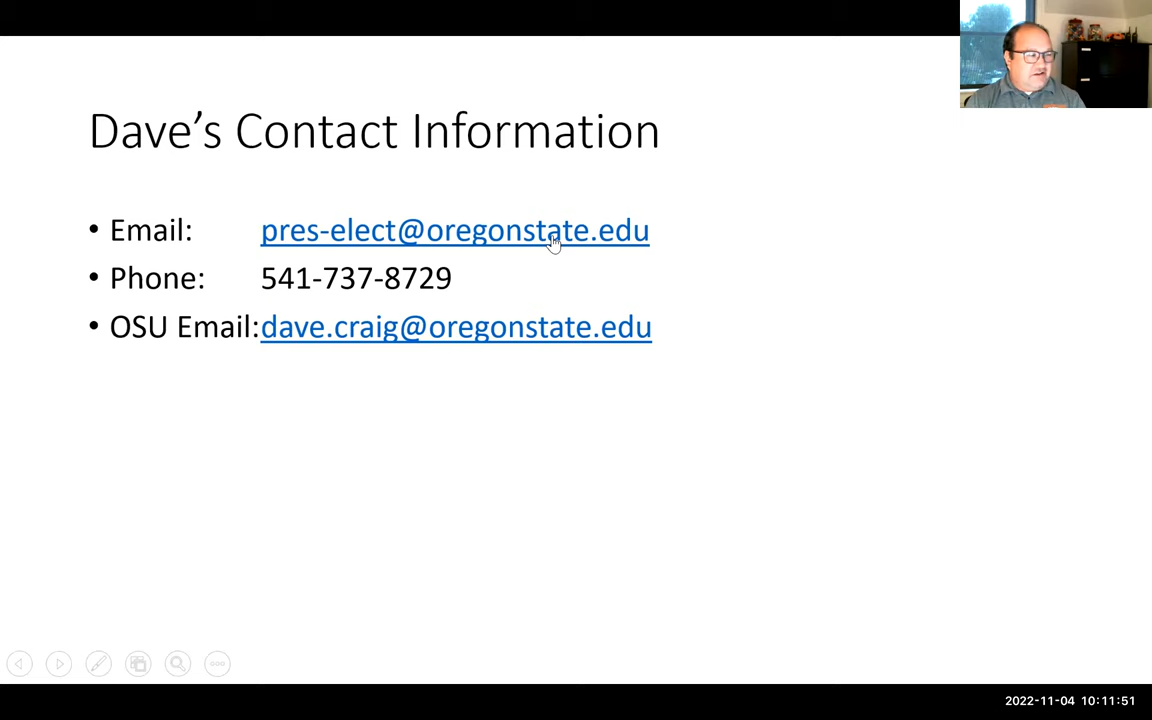 Dave’s Contact Information
• Email: pres-elect@oregonstate.edu
• Phone: 541-737-8729
• OSU Email:dave.craig@oregonstate.edu
2022-11-04 10:11:51